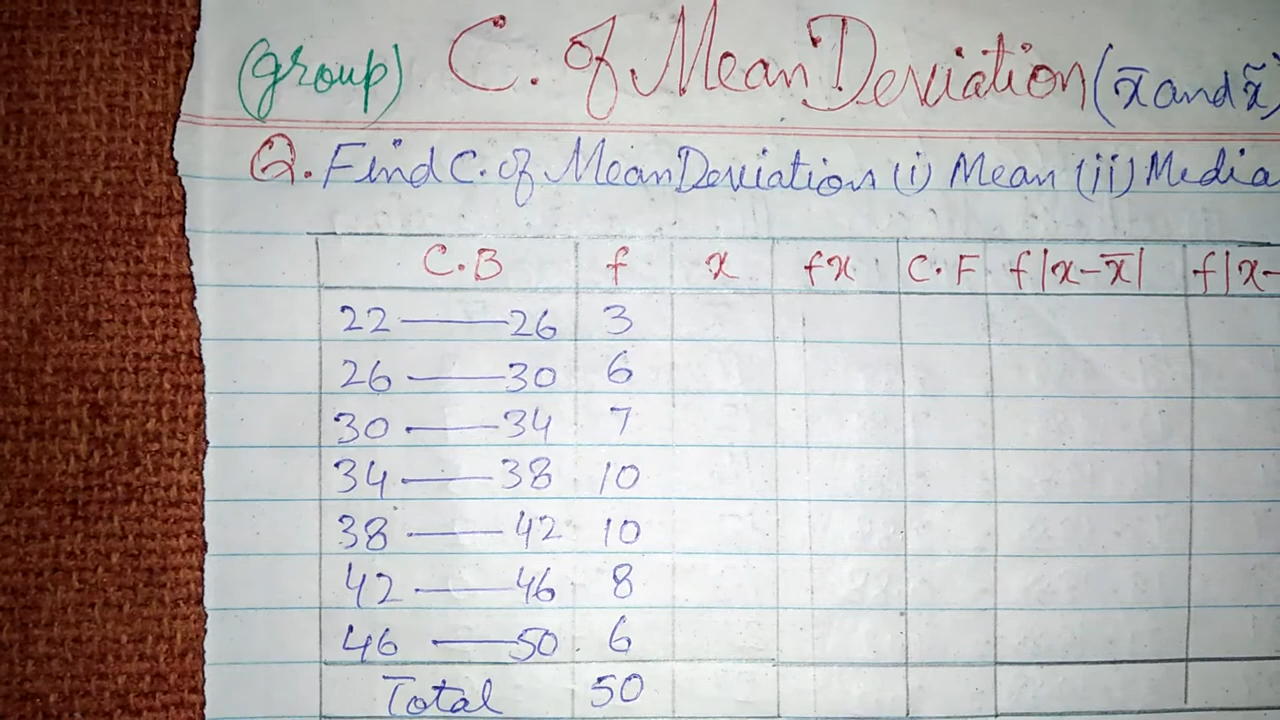 (group) C. of Mean Deviation (x̄ and x̃)
Q. Find C. of Mean Deviation (i) Mean (ii) Media
C.B f x fx C.F f|x-x̄| f|x-
22 — 26 3
26 — 30 6
30 — 34 7
34 — 38 10
38 — 42 10
42 — 46 8
46 — 50 6
Total 50